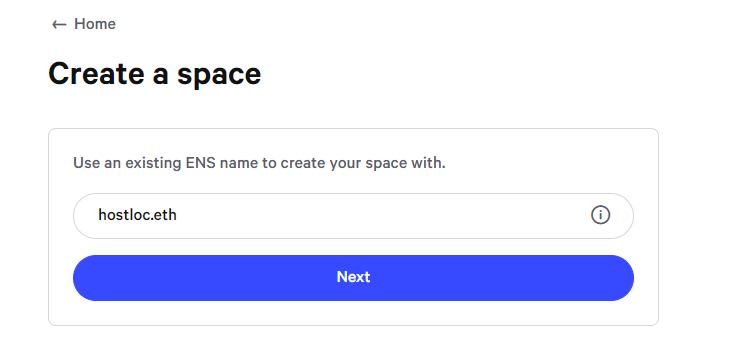 ← Home
Create a space
Use an existing ENS name to create your space with.
hostloc.eth
Next